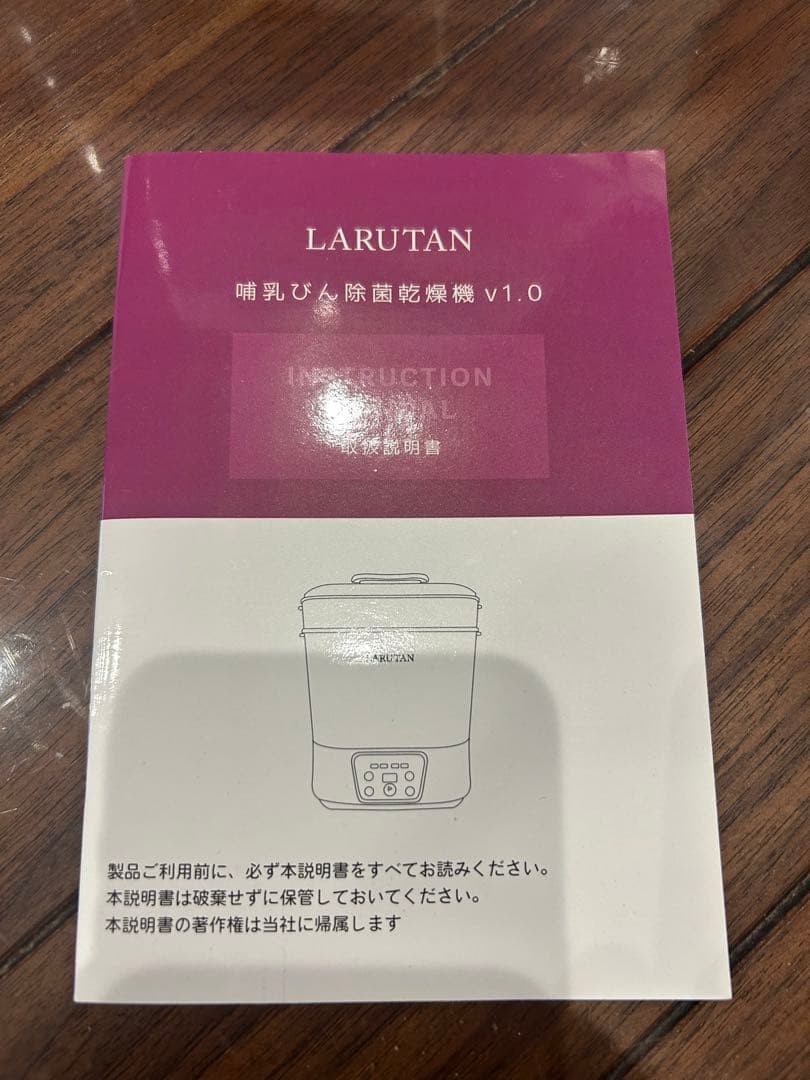 LARUTAN
哺乳びん除菌乾燥機 v1.0
INSTRUCTION
取扱説明書
LARUTAN
製品ご利用前に、必ず本説明書をすべてお読みください。
本説明書は破棄せずに保管しておいてください。
本説明書の著作権は当社に帰属します